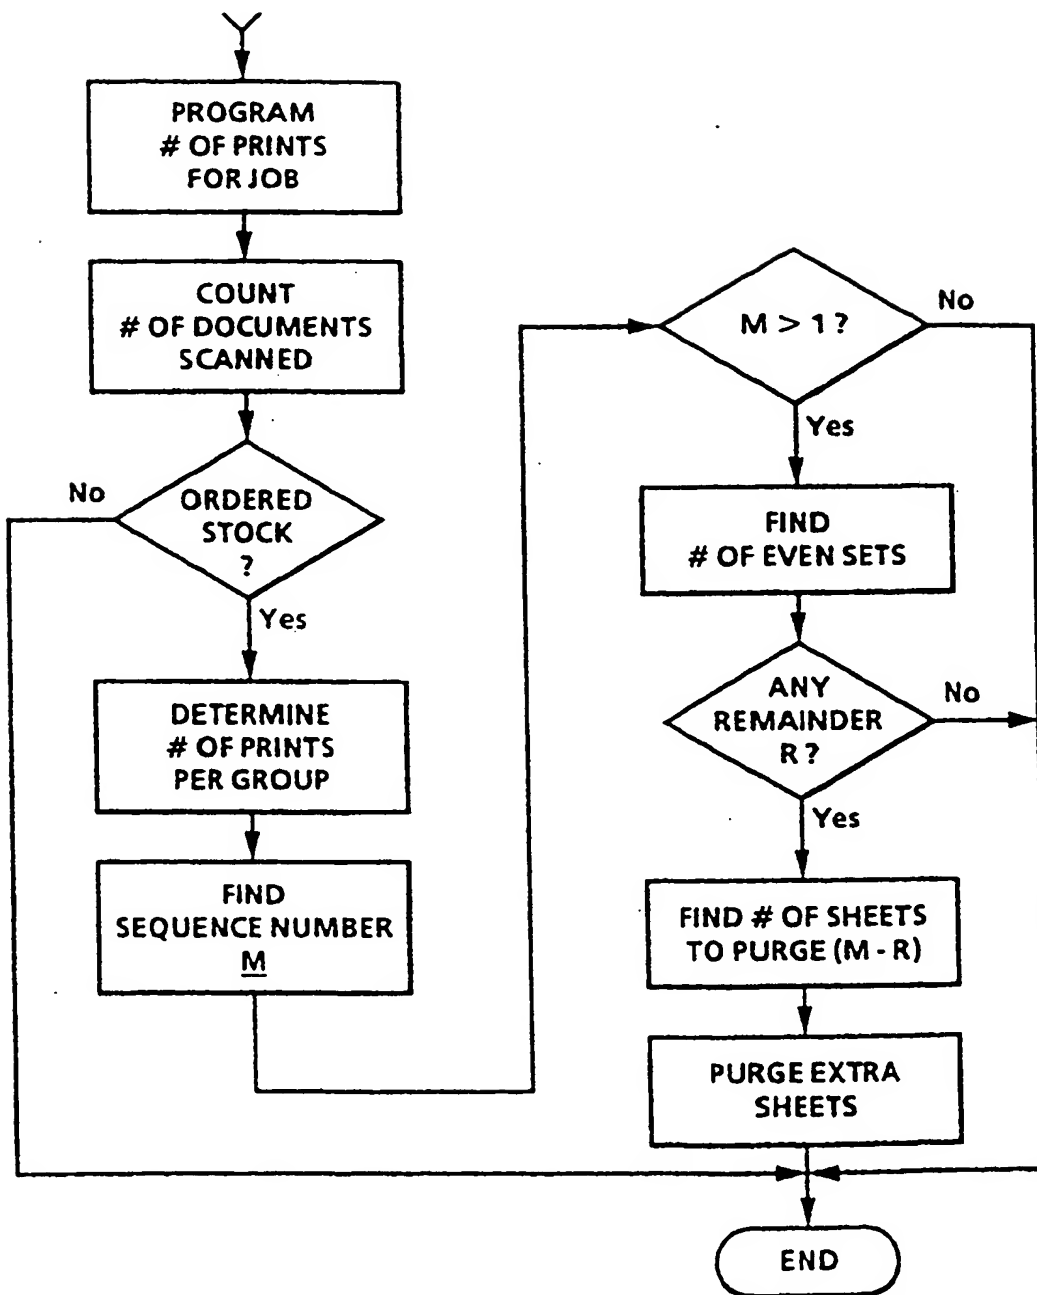 PROGRAM
# OF PRINTS
FOR JOB
COUNT
# OF DOCUMENTS
SCANNED
No
ORDERED
STOCK
?
Yes
DETERMINE
# OF PRINTS
PER GROUP
FIND
SEQUENCE NUMBER
M
M > 1 ?
No
Yes
FIND
# OF EVEN SETS
ANY
REMAINDER
R ?
No
Yes
FIND # OF SHEETS
TO PURGE (M - R)
PURGE EXTRA
SHEETS
END